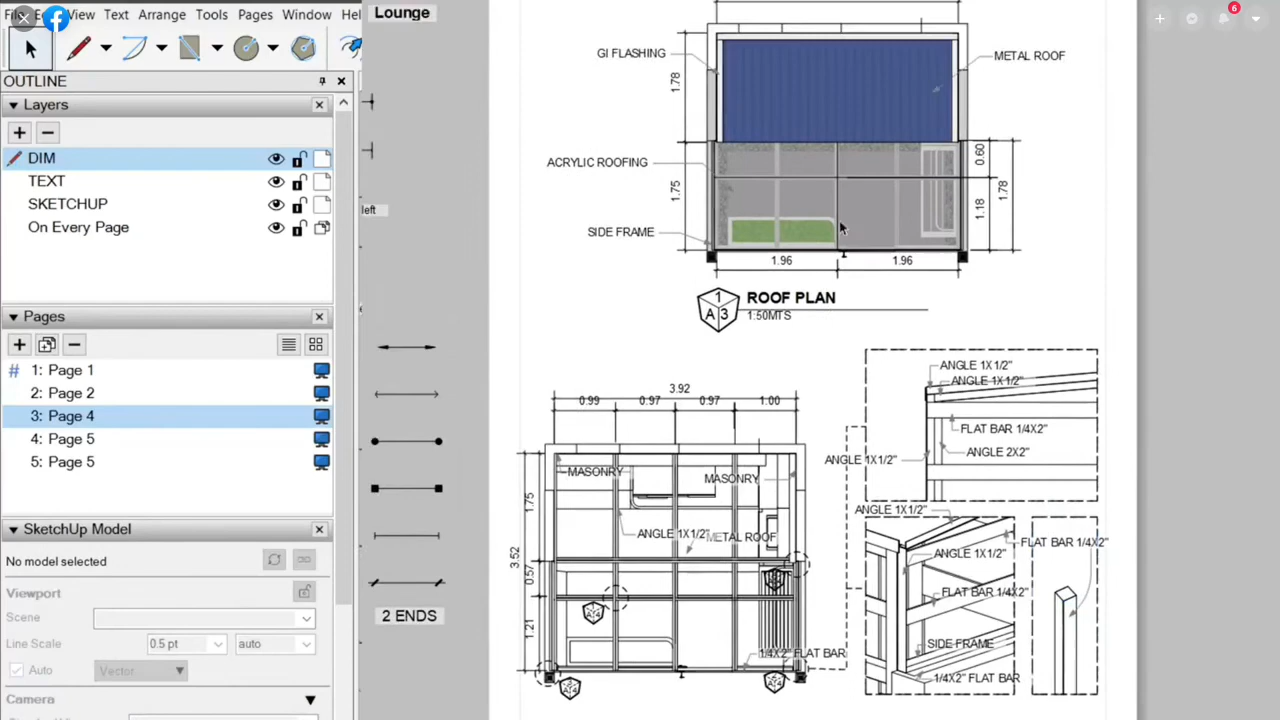 File Edit View Text Arrange Tools Pages Window Hel
OUTLINE
Layers
DIM
TEXT
SKETCHUP
On Every Page
Pages
# 1: Page 1
2: Page 2
3: Page 4
4: Page 5
5: Page 5
SketchUp Model
No model selected
Viewport
Scene
Line Scale 0.5 pt auto
Auto Vector
Camera
Lounge
left
2 ENDS
6
GI FLASHING
METAL ROOF
1.78
ACRYLIC ROOFING
0.60
1.75
1.18
1.78
SIDE FRAME
1.96 1.96
1
A 3
ROOF PLAN
1:50MTS
3.92
0.99 0.97 0.97 1.00
MASONRY
MASONRY
1.75
ANGLE 1X1/2"
METAL ROOF
3.52
0.57
1.21
1/4X2" FLAT BAR
ANGLE 1X1/2"
ANGLE 1X1/2"
FLAT BAR 1/4X2"
ANGLE 2X2"
ANGLE 1X1/2"
ANGLE 1X1/2"
FLAT BAR 1/4X2"
ANGLE 1X1/2"
FLAT BAR 1/4X2"
SIDE FRAME
1/4X2" FLAT BAR